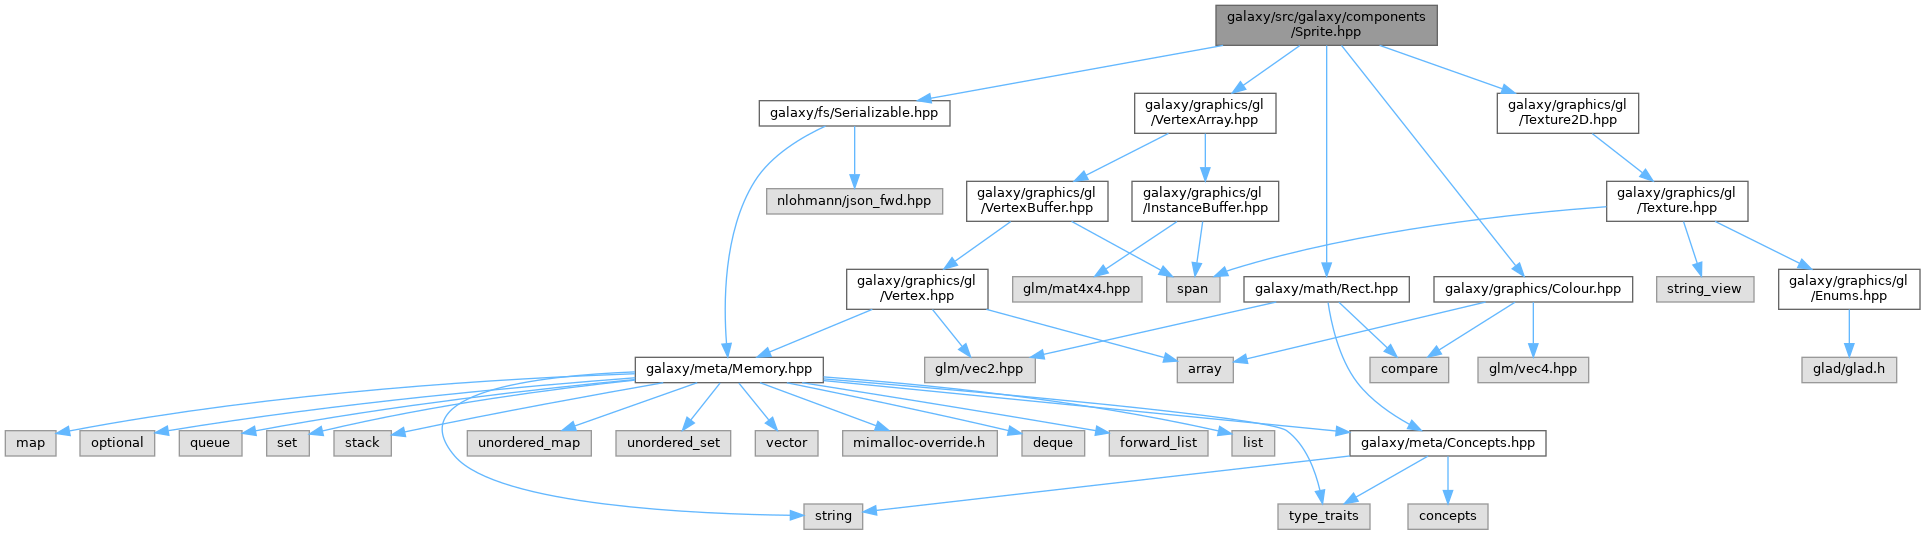 galaxy/src/galaxy/components
/Sprite.hpp
galaxy/fs/Serializable.hpp
galaxy/graphics/gl
/VertexArray.hpp
galaxy/graphics/gl
/Texture2D.hpp
nlohmann/json_fwd.hpp
galaxy/graphics/gl
/VertexBuffer.hpp
galaxy/graphics/gl
/InstanceBuffer.hpp
galaxy/graphics/gl
/Texture.hpp
galaxy/graphics/gl
/Vertex.hpp
glm/mat4x4.hpp
span
galaxy/math/Rect.hpp
galaxy/graphics/Colour.hpp
string_view
galaxy/graphics/gl
/Enums.hpp
galaxy/meta/Memory.hpp
glm/vec2.hpp
array
compare
glm/vec4.hpp
glad/glad.h
map
optional
queue
set
stack
unordered_map
unordered_set
vector
mimalloc-override.h
deque
forward_list
list
galaxy/meta/Concepts.hpp
string
type_traits
concepts